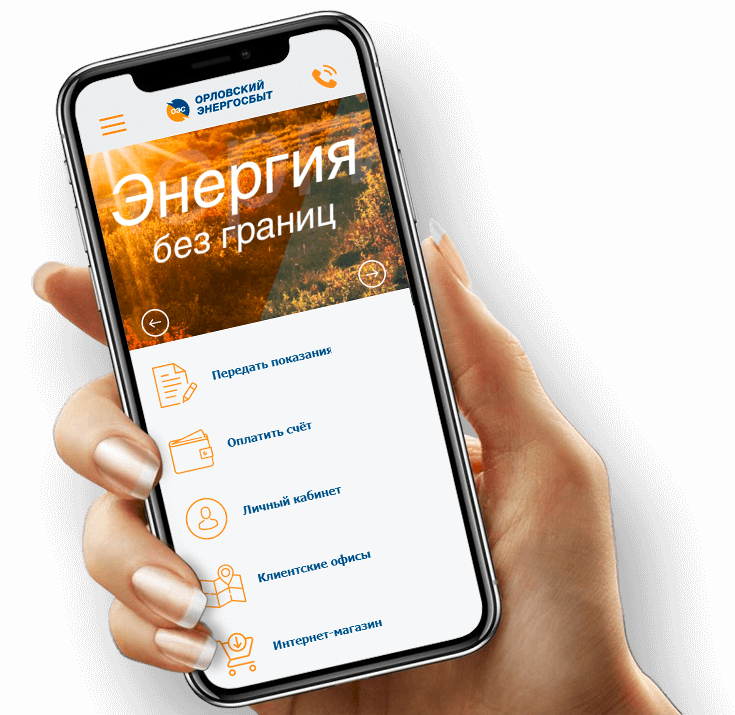 ОЭС
ОРЛОВСКИЙ
ЭНЕРГОСБЫТ
Энергия
без границ
Передать показания
Оплатить счёт
Личный кабинет
Клиентские офисы
Интернет-магазин